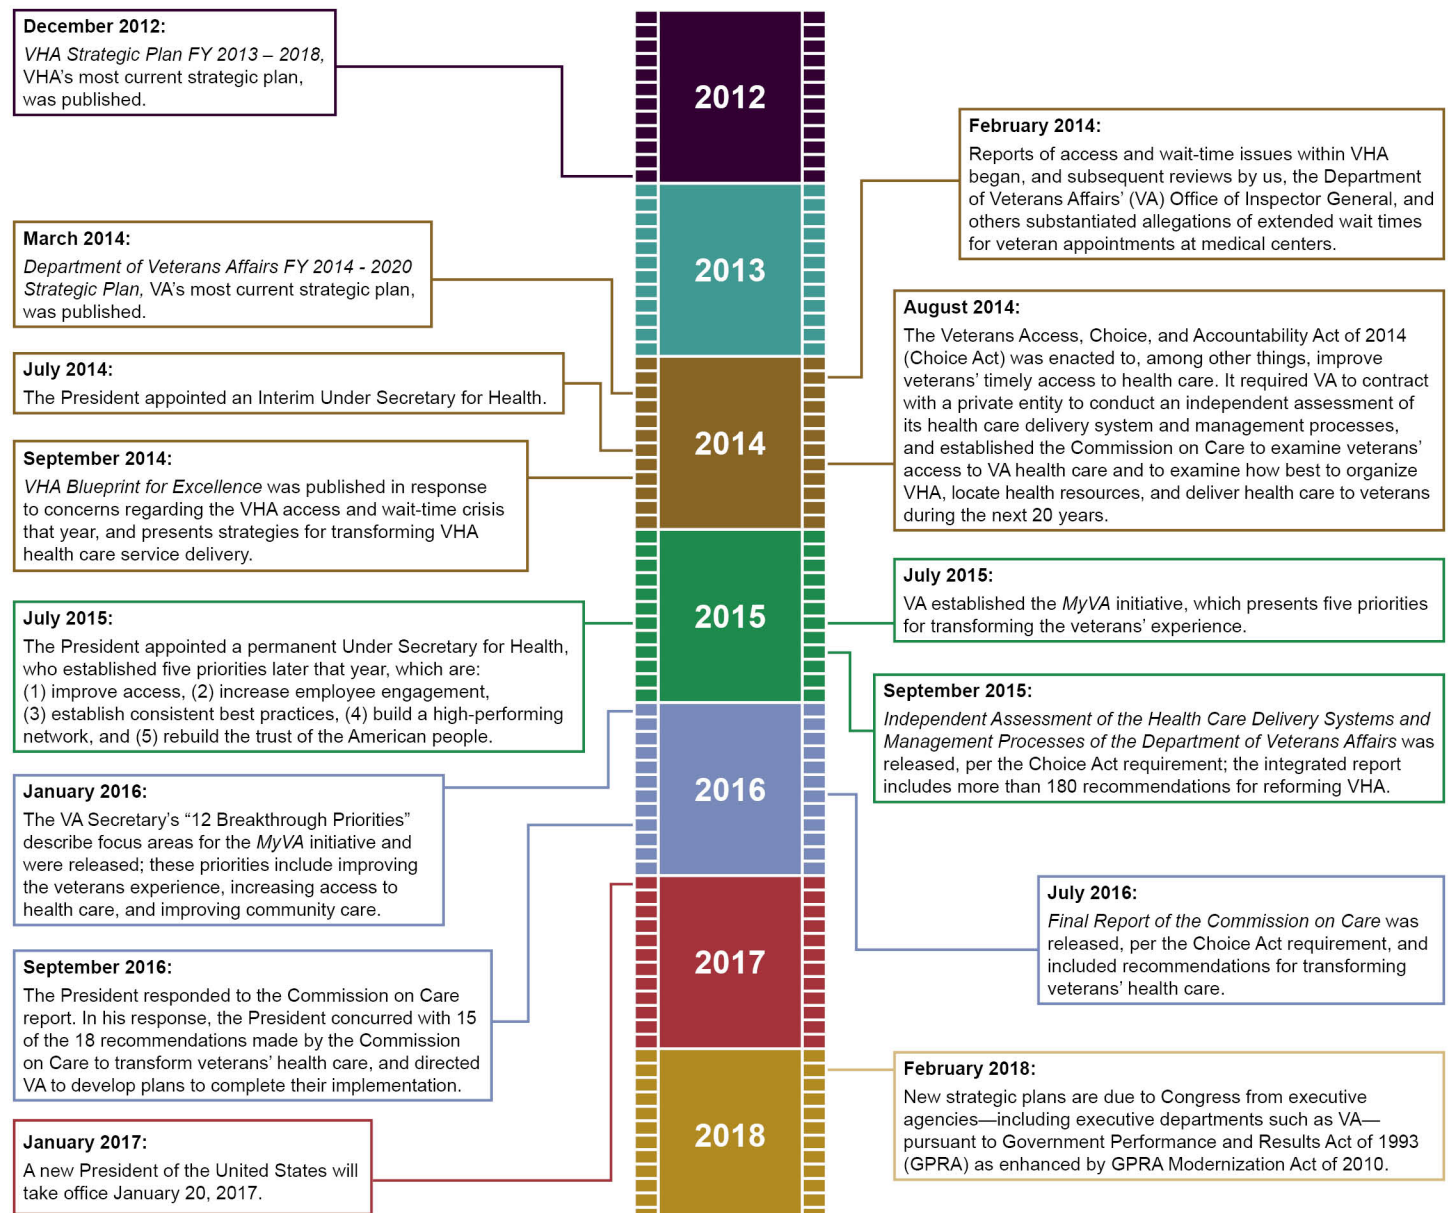 December 2012:
VHA Strategic Plan FY 2013 – 2018,
VHA’s most current strategic plan,
was published.
March 2014:
Department of Veterans Affairs FY 2014 - 2020
Strategic Plan, VA’s most current strategic plan,
was published.
July 2014:
The President appointed an Interim Under Secretary for Health.
September 2014:
VHA Blueprint for Excellence was published in response
to concerns regarding the VHA access and wait-time crisis
that year, and presents strategies for transforming VHA
health care service delivery.
July 2015:
The President appointed a permanent Under Secretary for Health,
who established five priorities later that year, which are:
(1) improve access, (2) increase employee engagement,
(3) establish consistent best practices, (4) build a high-performing
network, and (5) rebuild the trust of the American people.
January 2016:
The VA Secretary’s “12 Breakthrough Priorities”
describe focus areas for the MyVA initiative and
were released; these priorities include improving
the veterans experience, increasing access to
health care, and improving community care.
September 2016:
The President responded to the Commission on Care
report. In his response, the President concurred with 15
of the 18 recommendations made by the Commission
on Care to transform veterans’ health care, and directed
VA to develop plans to complete their implementation.
January 2017:
A new President of the United States will
take office January 20, 2017.
2012
2013
2014
2015
2016
2017
2018
February 2014:
Reports of access and wait-time issues within VHA
began, and subsequent reviews by us, the Department
of Veterans Affairs’ (VA) Office of Inspector General, and
others substantiated allegations of extended wait times
for veteran appointments at medical centers.
August 2014:
The Veterans Access, Choice, and Accountability Act of 2014
(Choice Act) was enacted to, among other things, improve
veterans’ timely access to health care. It required VA to contract
with a private entity to conduct an independent assessment of
its health care delivery system and management processes,
and established the Commission on Care to examine veterans’
access to VA health care and to examine how best to organize
VHA, locate health resources, and deliver health care to veterans
during the next 20 years.
July 2015:
VA established the MyVA initiative, which presents five priorities
for transforming the veterans’ experience.
September 2015:
Independent Assessment of the Health Care Delivery Systems and
Management Processes of the Department of Veterans Affairs was
released, per the Choice Act requirement; the integrated report
includes more than 180 recommendations for reforming VHA.
July 2016:
Final Report of the Commission on Care was
released, per the Choice Act requirement, and
included recommendations for transforming
veterans’ health care.
February 2018:
New strategic plans are due to Congress from executive
agencies—including executive departments such as VA—
pursuant to Government Performance and Results Act of 1993
(GPRA) as enhanced by GPRA Modernization Act of 2010.